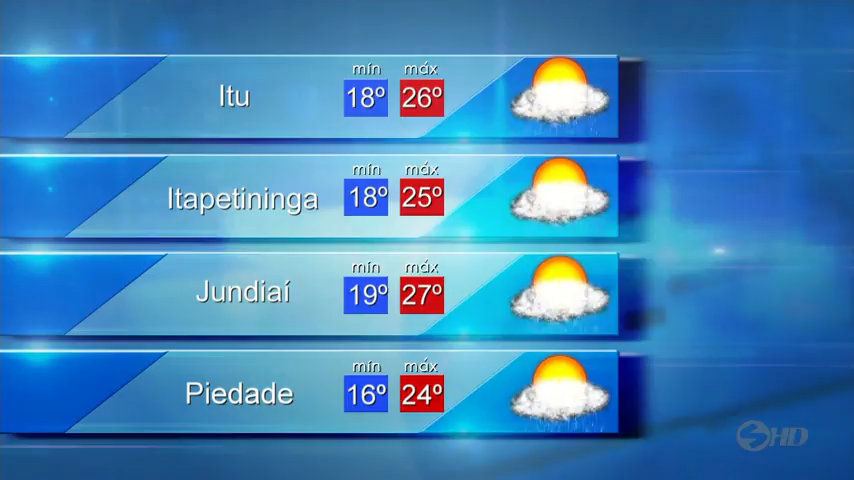 mín máx
Itu 18º 26º
mín máx
Itapetininga 18º 25º
mín máx
Jundiaí 19º 27º
mín máx
Piedade 16º 24º
HD